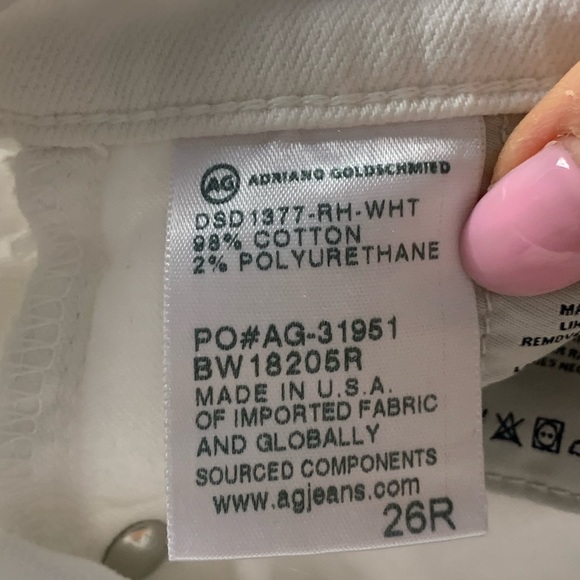 AG ADRIANO GOLDSCHMIED
DSD1377-RH-WHT
98% COTTON
2% POLYURETHANE
PO#AG-31951
BW18205R
MADE IN U.S.A.
OF IMPORTED FABRIC
AND GLOBALLY
SOURCED COMPONENTS
www.agjeans.com
26R